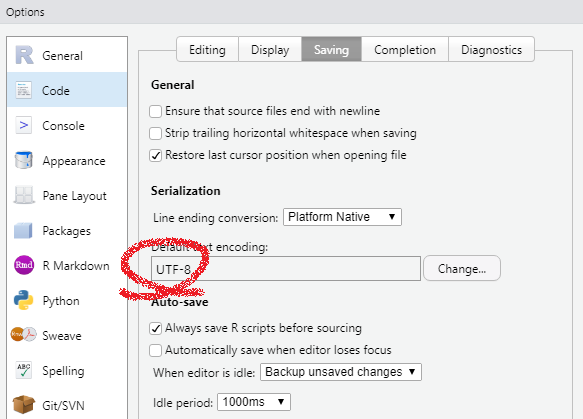 Options
General
Code
Console
Appearance
Pane Layout
Packages
R Markdown
Python
Sweave
Spelling
Git/SVN
Editing Display Saving Completion Diagnostics
General
Ensure that source files end with newline
Strip trailing horizontal whitespace when saving
Restore last cursor position when opening file
Serialization
Line ending conversion: Platform Native
Default text encoding:
UTF-8 Change...
Auto-save
Always save R scripts before sourcing
Automatically save when editor loses focus
When editor is idle: Backup unsaved changes
Idle period: 1000ms